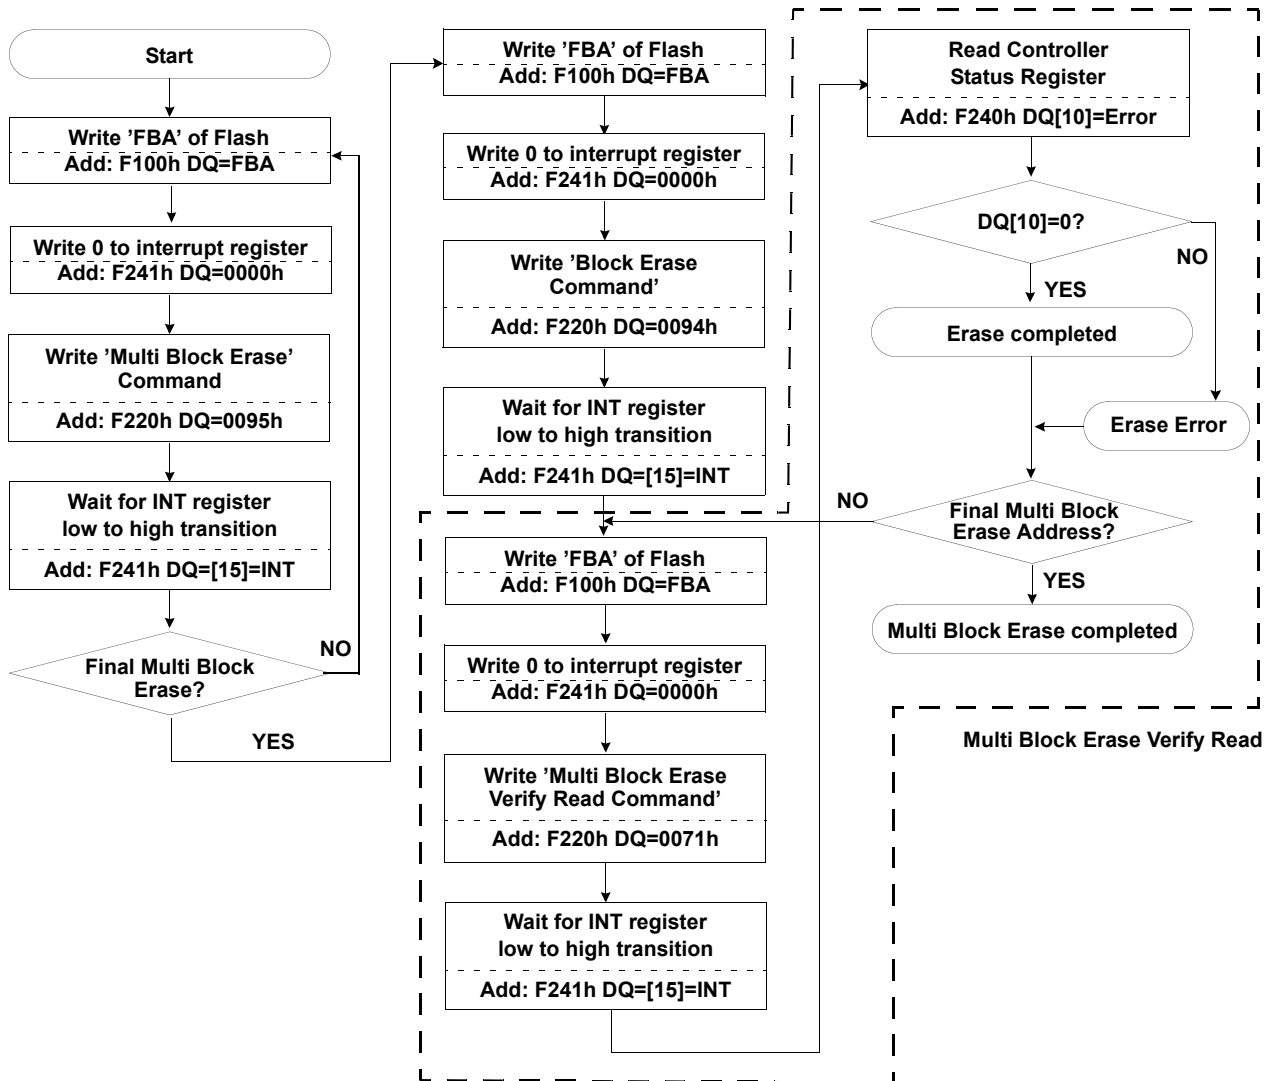 Start
Write ’FBA’ of Flash
Add: F100h DQ=FBA
Write 0 to interrupt register
Add: F241h DQ=0000h
Write ’Multi Block Erase’
Command
Add: F220h DQ=0095h
Wait for INT register
low to high transition
Add: F241h DQ=[15]=INT
Final Multi Block
Erase?
NO
YES
Write ’FBA’ of Flash
Add: F100h DQ=FBA
Write 0 to interrupt register
Add: F241h DQ=0000h
Write ’Block Erase
Command’
Add: F220h DQ=0094h
Wait for INT register
low to high transition
Add: F241h DQ=[15]=INT
Write ’FBA’ of Flash
Add: F100h DQ=FBA
Write 0 to interrupt register
Add: F241h DQ=0000h
Write ’Multi Block Erase
Verify Read Command’
Add: F220h DQ=0071h
Wait for INT register
low to high transition
Add: F241h DQ=[15]=INT
Read Controller
Status Register
Add: F240h DQ[10]=Error
DQ[10]=0?
NO
YES
Erase completed
Erase Error
NO
Final Multi Block
Erase Address?
YES
Multi Block Erase completed
Multi Block Erase Verify Read